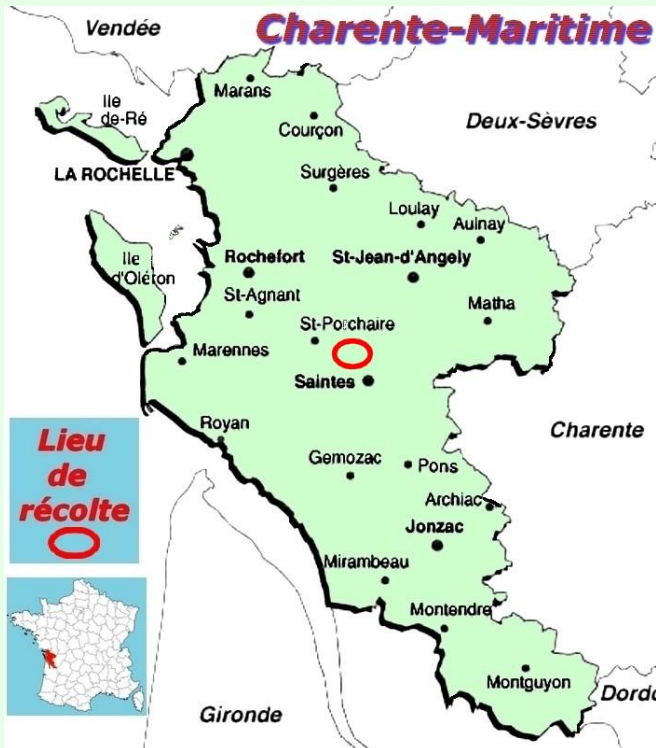 Charente-Maritime
Vendée
Marans
Ile
de-Ré
Courçon
Deux-Sèvres
LA ROCHELLE
Surgères
Loulay
Aulnay
Ile
d'Oléron
Rochefort
St-Jean-d'Angely
St-Agnant
Matha
Marennes
Saintes
Royan
Charente
Lieu
de
récolte
Gemozac
Pons
Archiac
Jonzac
Mirambeau
Montendre
Montguyon
Gironde